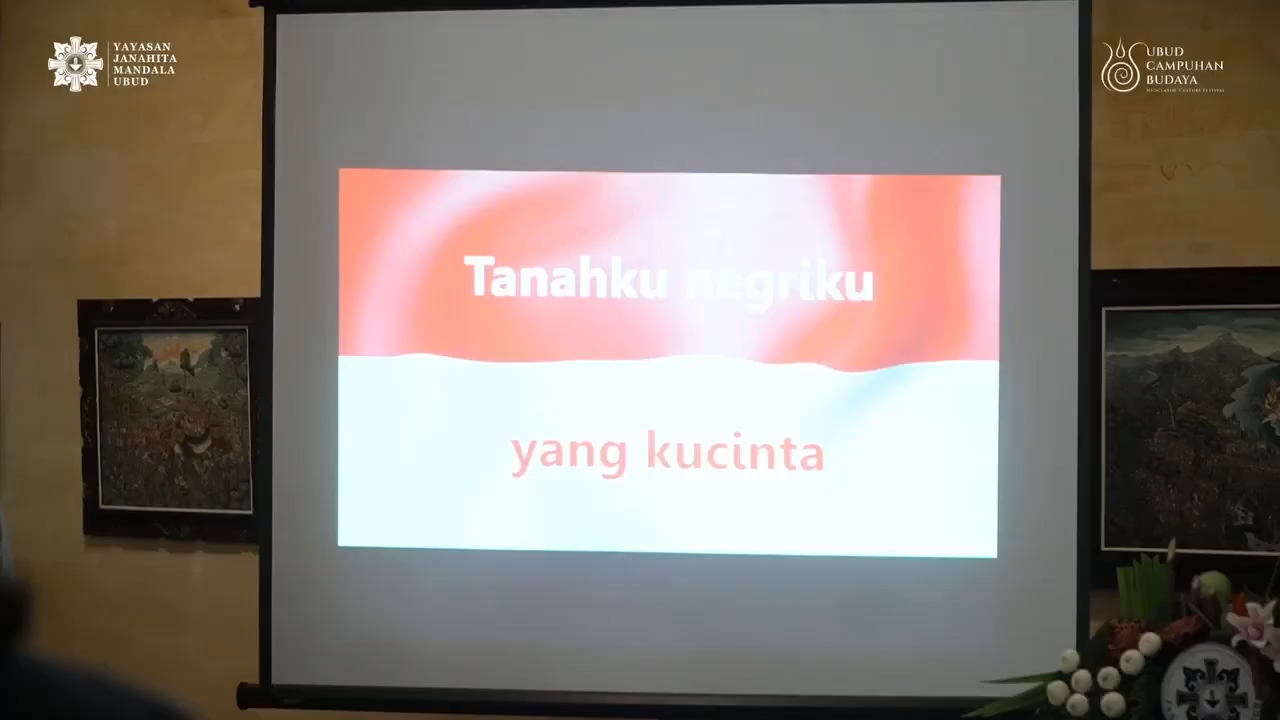 YAYASAN
JANAHITA
MANDALA
UBUD
UBUD
CAMPUHAN
BUDAYA
Tanahku negriku
yang kucinta